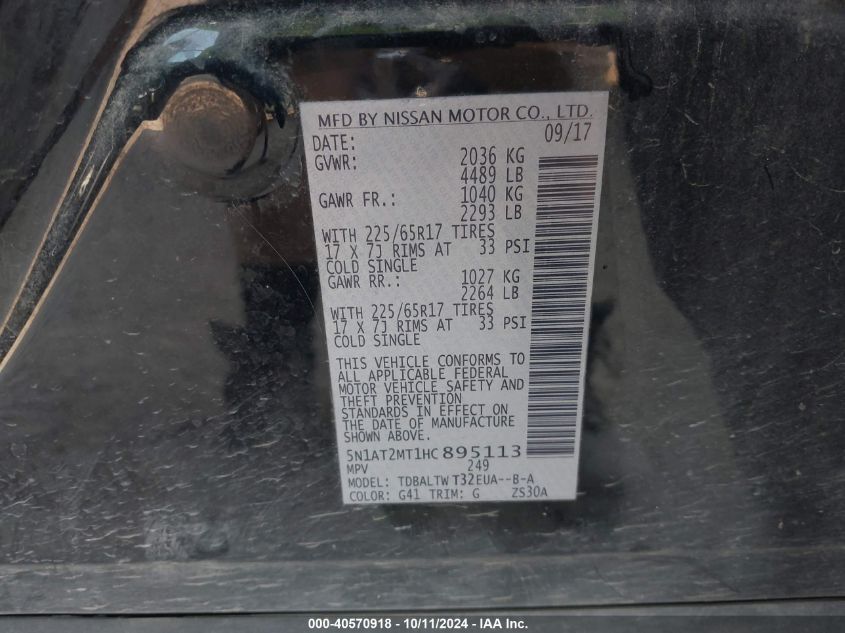 MFD BY NISSAN MOTOR CO., LTD.
DATE: 09/17
GVWR: 2036 KG
4489 LB
GAWR FR.: 1040 KG
2293 LB
WITH 225/65R17 TIRES
17 X 7J RIMS AT 33 PSI
COLD SINGLE
GAWR RR.: 1027 KG
2264 LB
WITH 225/65R17 TIRES
17 X 7J RIMS AT 33 PSI
COLD SINGLE
THIS VEHICLE CONFORMS TO
ALL APPLICABLE FEDERAL
MOTOR VEHICLE SAFETY AND
THEFT PREVENTION
STANDARDS IN EFFECT ON
THE DATE OF MANUFACTURE
SHOWN ABOVE.
5N1AT2MT1HC895113
MPV 249
MODEL: TDBALTW T32EUA--B-A
COLOR: G41 TRIM: G ZS30A
000-40570918 - 10/11/2024 - IAA Inc.